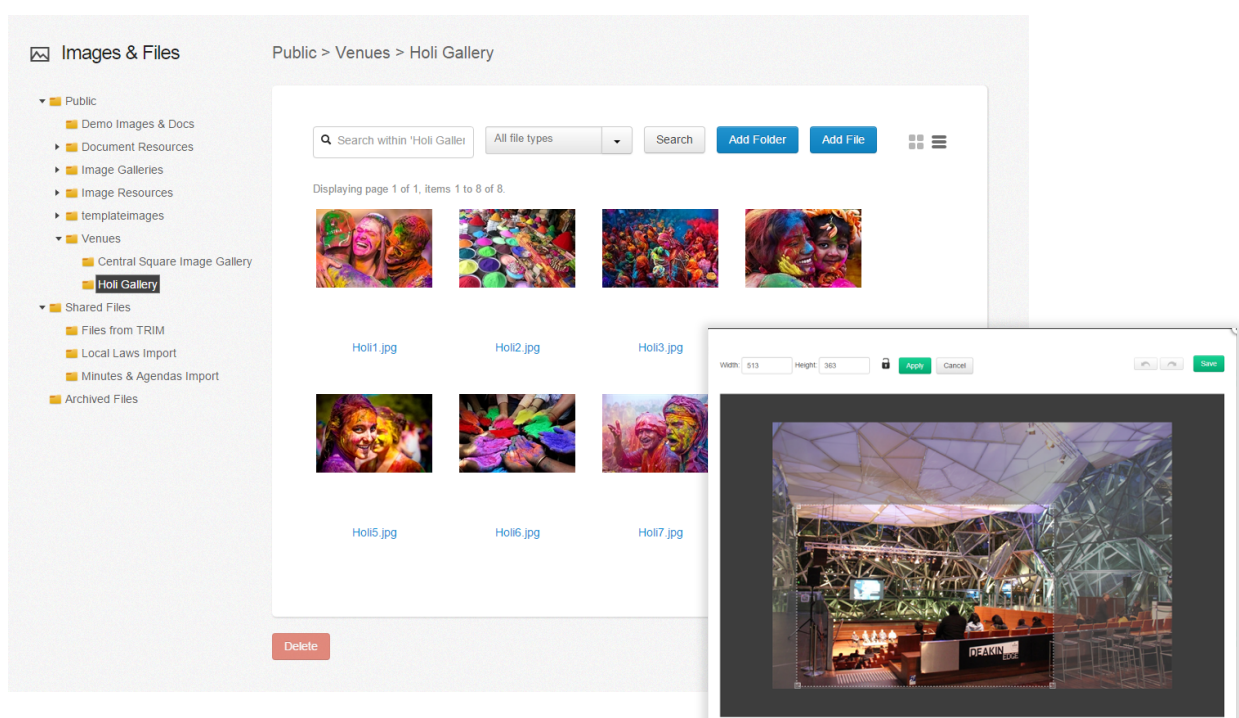 Images & Files
Public > Venues > Holi Gallery
Public
Demo Images & Docs
Document Resources
Image Galleries
Image Resources
templateimages
Venues
Central Square Image Gallery
Holi Gallery
Shared Files
Files from TRIM
Local Laws Import
Minutes & Agendas Import
Archived Files
Search within 'Holi Galler
All file types
Search
Add Folder
Add File
Displaying page 1 of 1, items 1 to 8 of 8.
Holi1.jpg
Holi2.jpg
Holi3.jpg
Holi5.jpg
Holi6.jpg
Holi7.jpg
Delete
Width: 513
Height: 363
Apply
Cancel
Save
DEAKIN
EDGE